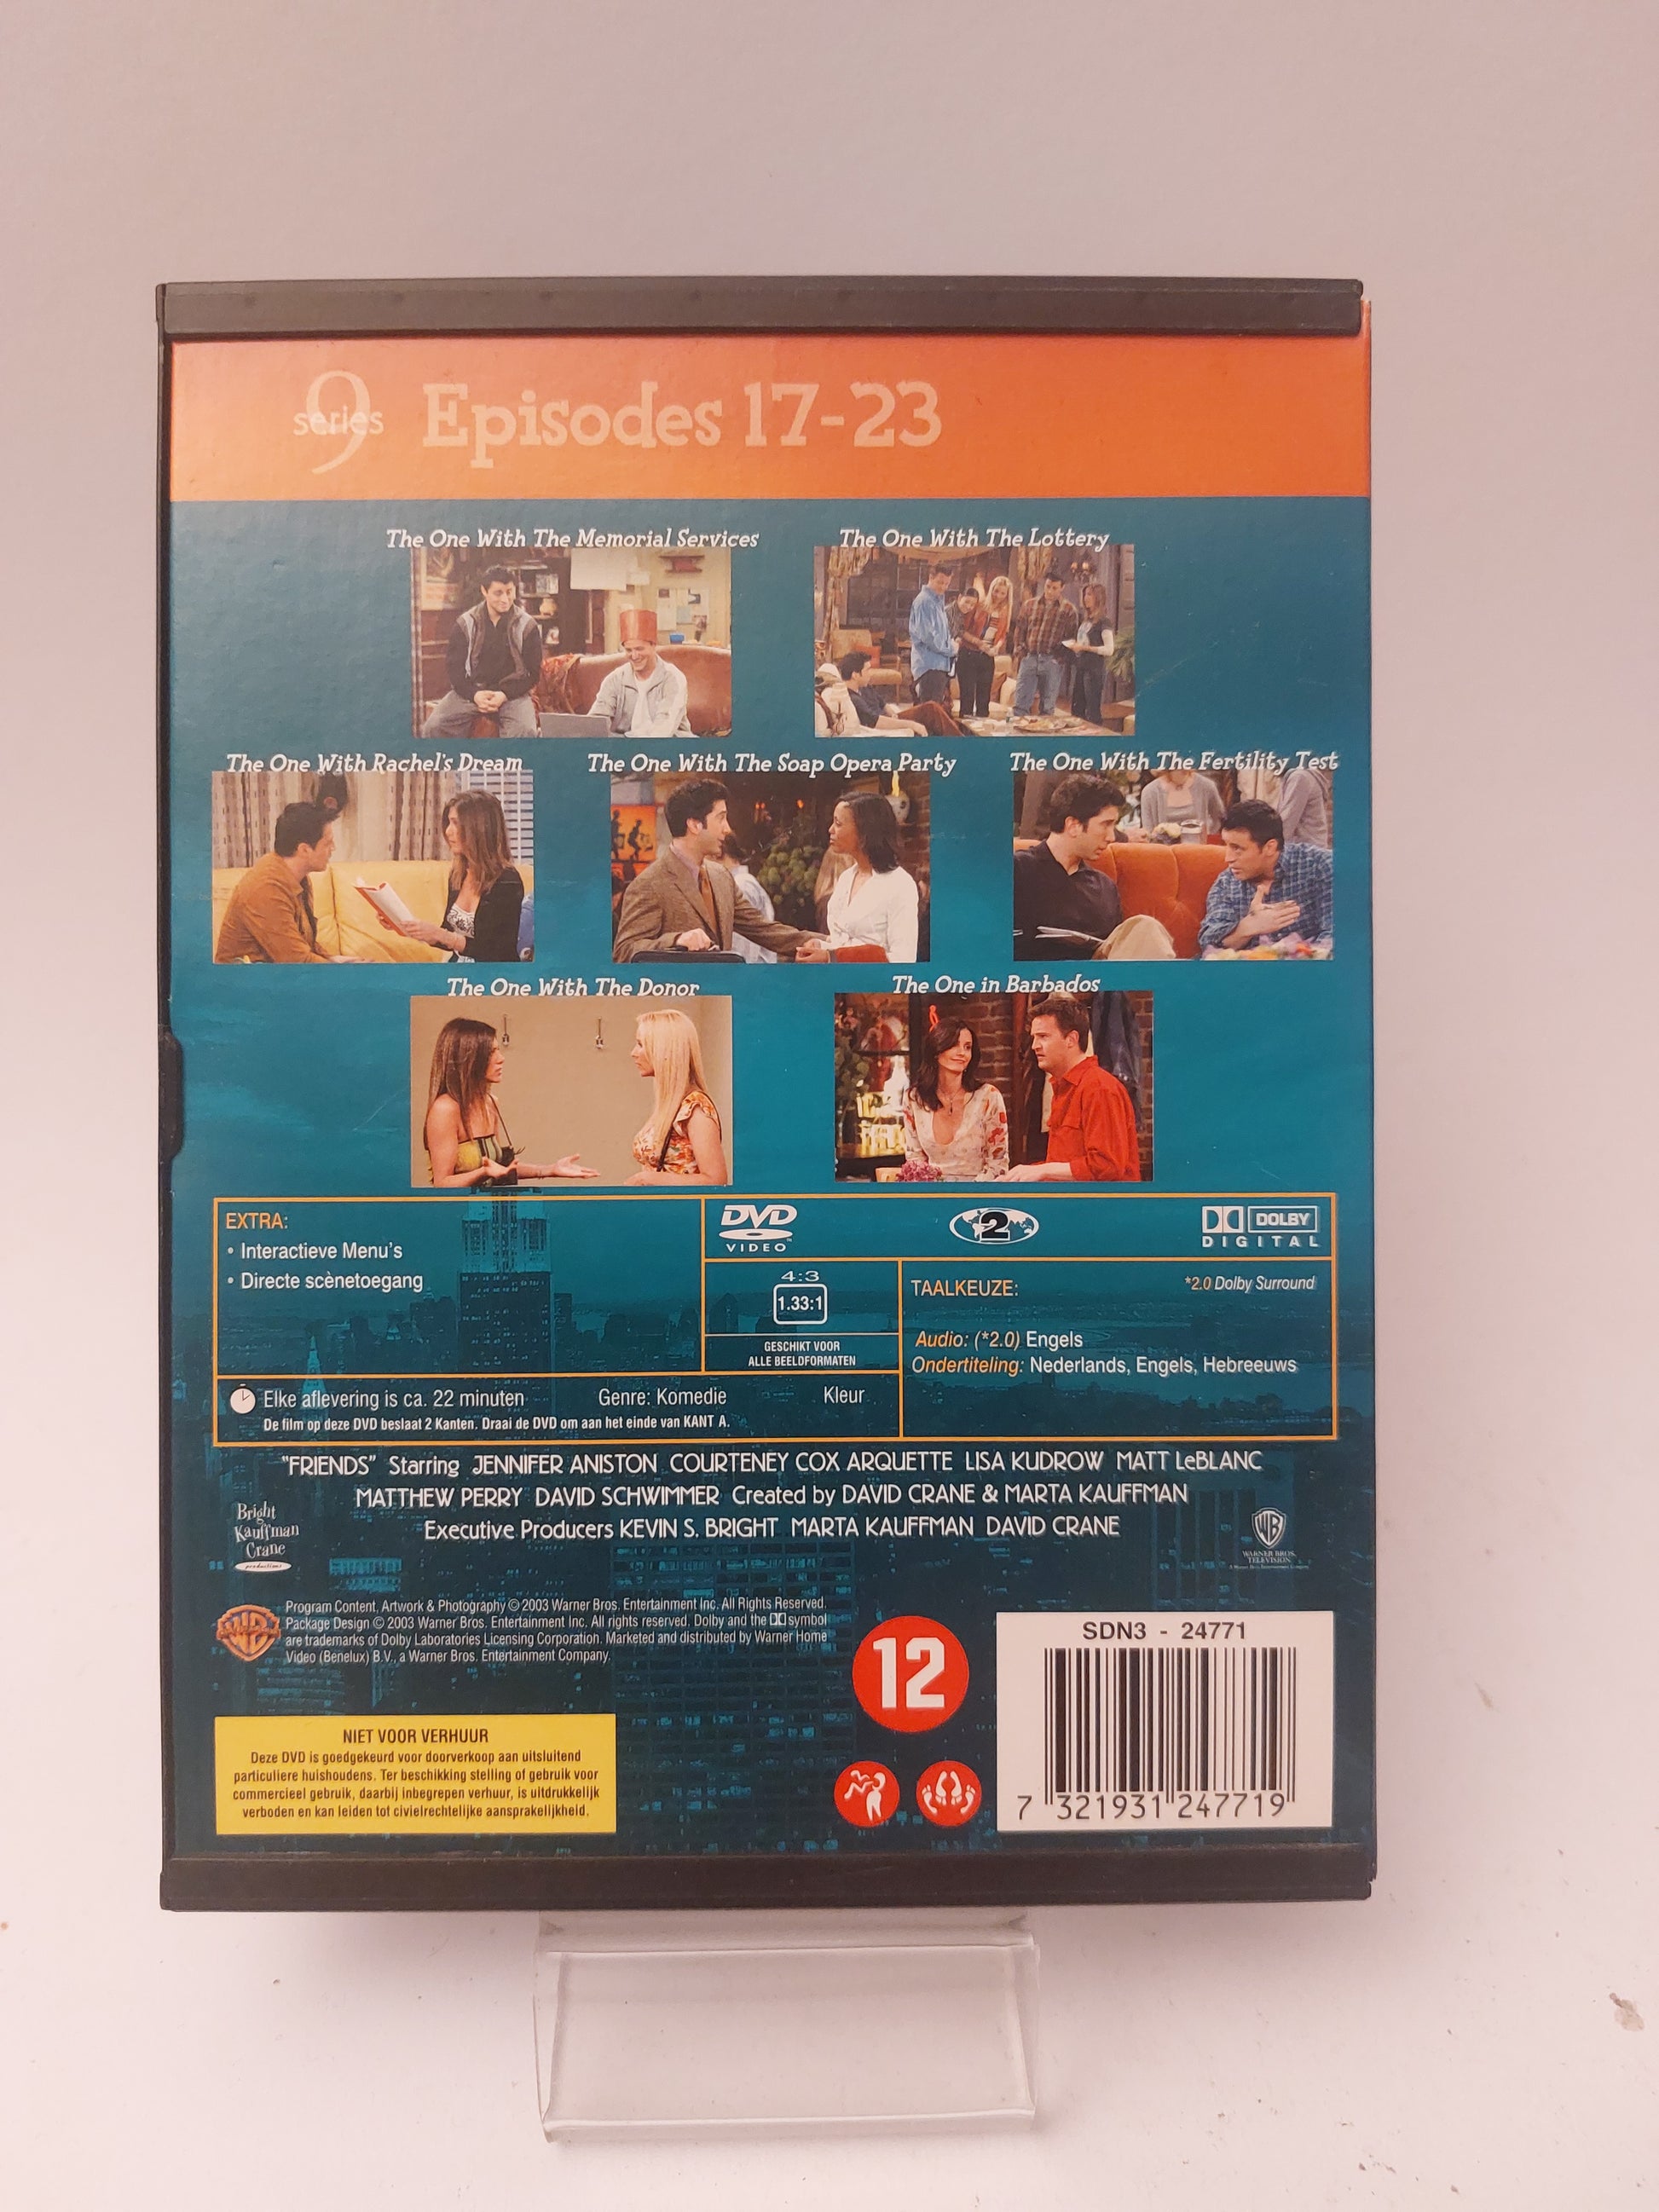 series 9 Episodes 17-23
The One With The Memorial Services
The One With The Lottery
The One With Rachel's Dream
The One With The Soap Opera Party
The One With The Fertility Test
The One With The Donor
The One in Barbados
EXTRA:
• Interactieve Menu's
• Directe scènetoegang
DVD
VIDEO
2
DOLBY
DIGITAL
4:3
1.33:1
GESCHIKT VOOR
ALLE BEELDFORMATEN
TAALKEUZE:
*2.0 Dolby Surround
Audio: (*2.0) Engels
Ondertiteling: Nederlands, Engels, Hebreeuws
Elke aflevering is ca. 22 minuten Genre: Komedie Kleur
De film op deze DVD beslaat 2 Kanten. Draai de DVD om aan het einde van KANT A.
"FRIENDS" Starring JENNIFER ANISTON COURTENEY COX ARQUETTE LISA KUDROW MATT LeBLANC
MATTHEW PERRY DAVID SCHWIMMER Created by DAVID CRANE & MARTA KAUFFMAN
Executive Producers KEVIN S. BRIGHT MARTA KAUFFMAN DAVID CRANE
Bright
Kauffman
Crane
productions
WARNER BROS.
TELEVISION
Program Content, Artwork & Photography © 2003 Warner Bros. Entertainment Inc. All Rights Reserved.
Package Design © 2003 Warner Bros. Entertainment Inc. All rights reserved. Dolby and the symbol
are trademarks of Dolby Laboratories Licensing Corporation. Marketed and distributed by Warner Home
Video (Benelux) B.V., a Warner Bros. Entertainment Company.
12
SDN3 - 24771
7 321931 247719
NIET VOOR VERHUUR
Deze DVD is goedgekeurd voor doorverkoop aan uitsluitend
particuliere huishoudens. Ter beschikking stelling of gebruik voor
commercieel gebruik, daarbij inbegrepen verhuur, is uitdrukkelijk
verboden en kan leiden tot civielrechtelijke aansprakelijkheid.